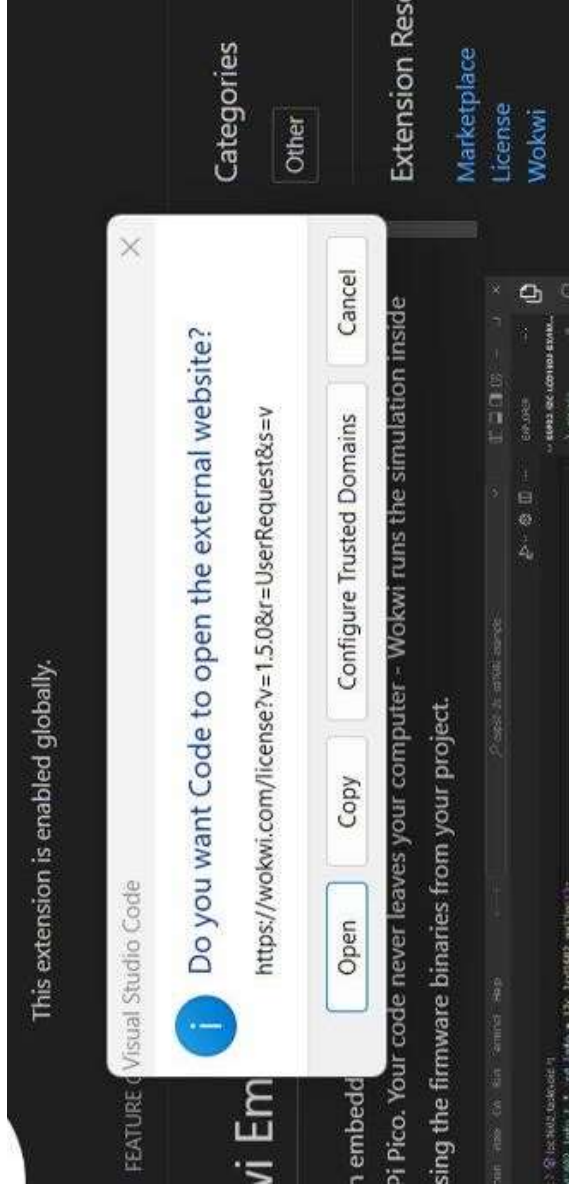 This extension is enabled globally.
FEATURE
Visual Studio Code
Do you want Code to open the external website?
https://wokwi.com/license?v=1.5.0&r=UserRequest&s=v
Open
Copy
Configure Trusted Domains
Cancel
wi Em
n embedd
Pi Pico. Your code never leaves your computer - Wokwi runs the simulation inside
sing the firmware binaries from your project.
Categories
Other
Extension Reso
Marketplace
License
Wokwi
EXPLORER